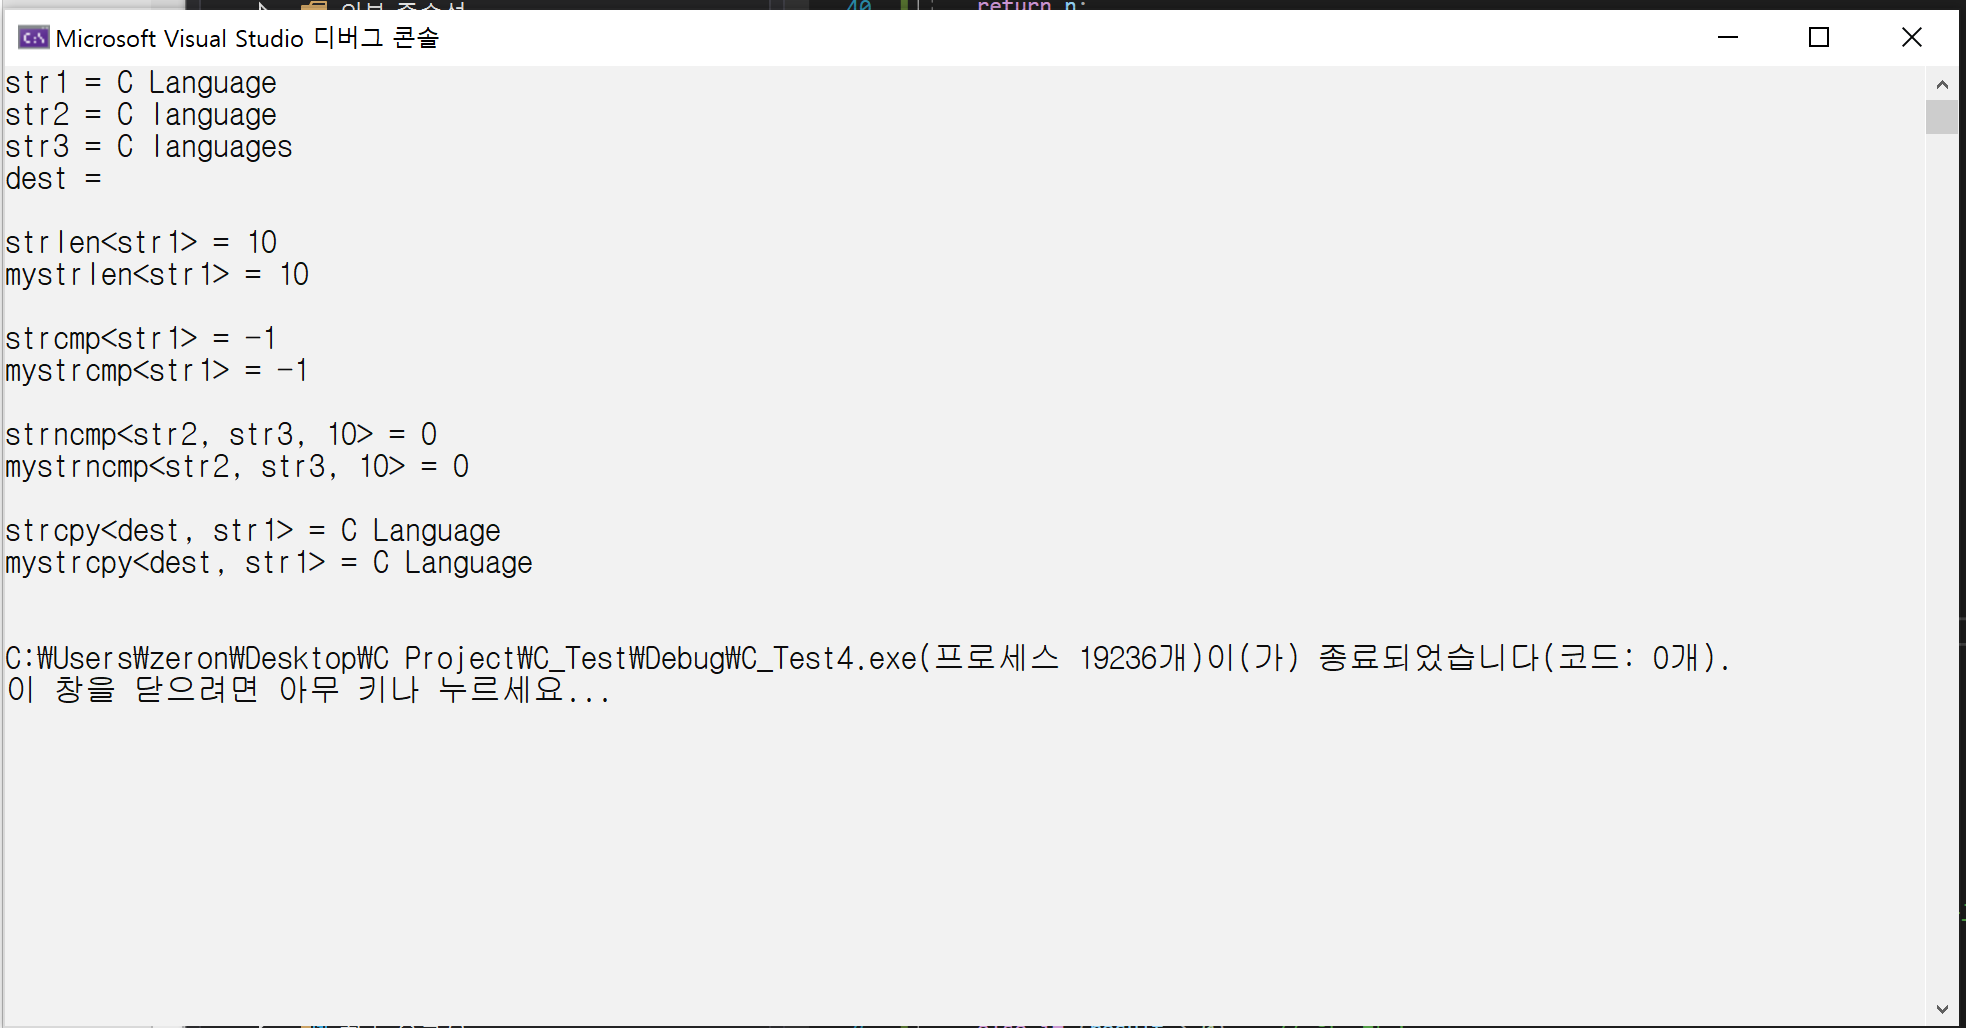 40 return n;
Microsoft Visual Studio 디버그 콘솔
str1 = C Language
str2 = C language
str3 = C languages
dest =
strlen<str1> = 10
mystrlen<str1> = 10
strcmp<str1> = -1
mystrcmp<str1> = -1
strncmp<str2, str3, 10> = 0
mystrncmp<str2, str3, 10> = 0
strcpy<dest, str1> = C Language
mystrcpy<dest, str1> = C Language
C:₩Users₩zeron₩Desktop₩C Project₩C_Test₩Debug₩C_Test4.exe(프로세스 19236개)이(가) 종료되었습니다(코드: 0개).
이 창을 닫으려면 아무 키나 누르세요...